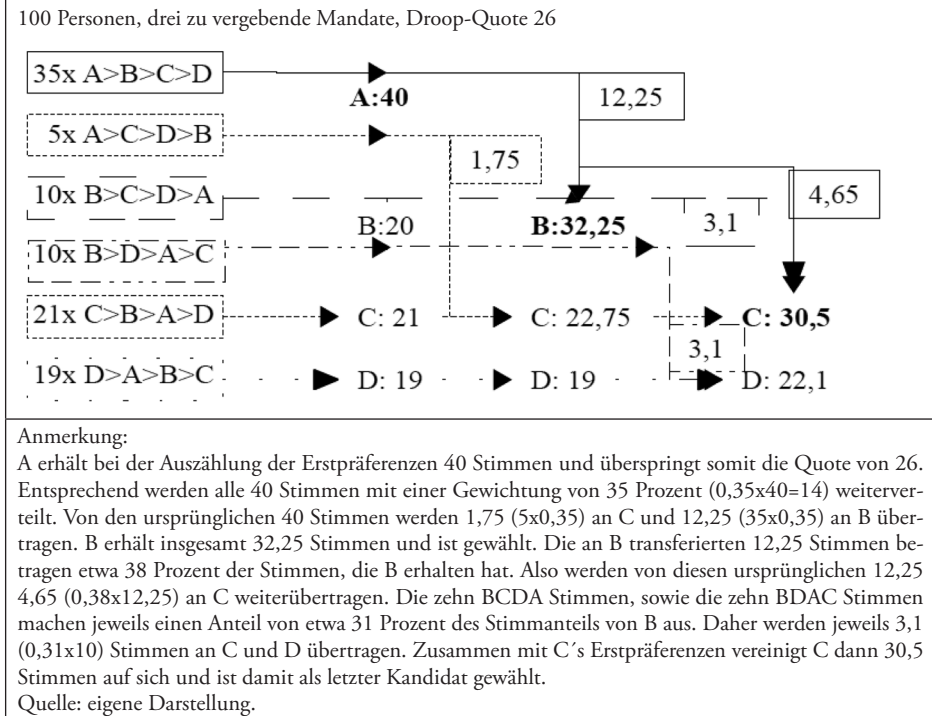 100 Personen, drei zu vergebende Mandate, Droop-Quote 26
35x A>B>C>D
A:40
12,25
5x A>C>D>B
1,75
10x B>C>D>A
4,65
B:20
B:32,25
3,1
10x B>D>A>C
21x C>B>A>D
C: 21
C: 22,75
C: 30,5
3,1
19x D>A>B>C
D: 19
D: 19
D: 22,1
Anmerkung:
A erhält bei der Auszählung der Erstpräferenzen 40 Stimmen und überspringt somit die Quote von 26.
Entsprechend werden alle 40 Stimmen mit einer Gewichtung von 35 Prozent (0,35x40=14) weiterver-
teilt. Von den ursprünglichen 40 Stimmen werden 1,75 (5x0,35) an C und 12,25 (35x0,35) an B über-
tragen. B erhält insgesamt 32,25 Stimmen und ist gewählt. Die an B transferierten 12,25 Stimmen be-
tragen etwa 38 Prozent der Stimmen, die B erhalten hat. Also werden von diesen ursprünglichen 12,25
4,65 (0,38x12,25) an C weiterübertragen. Die zehn BCDA Stimmen, sowie die zehn BDAC Stimmen
machen jeweils einen Anteil von etwa 31 Prozent des Stimmanteils von B aus. Daher werden jeweils 3,1
(0,31x10) Stimmen an C und D übertragen. Zusammen mit C´s Erstpräferenzen vereinigt C dann 30,5
Stimmen auf sich und ist damit als letzter Kandidat gewählt.
Quelle: eigene Darstellung.